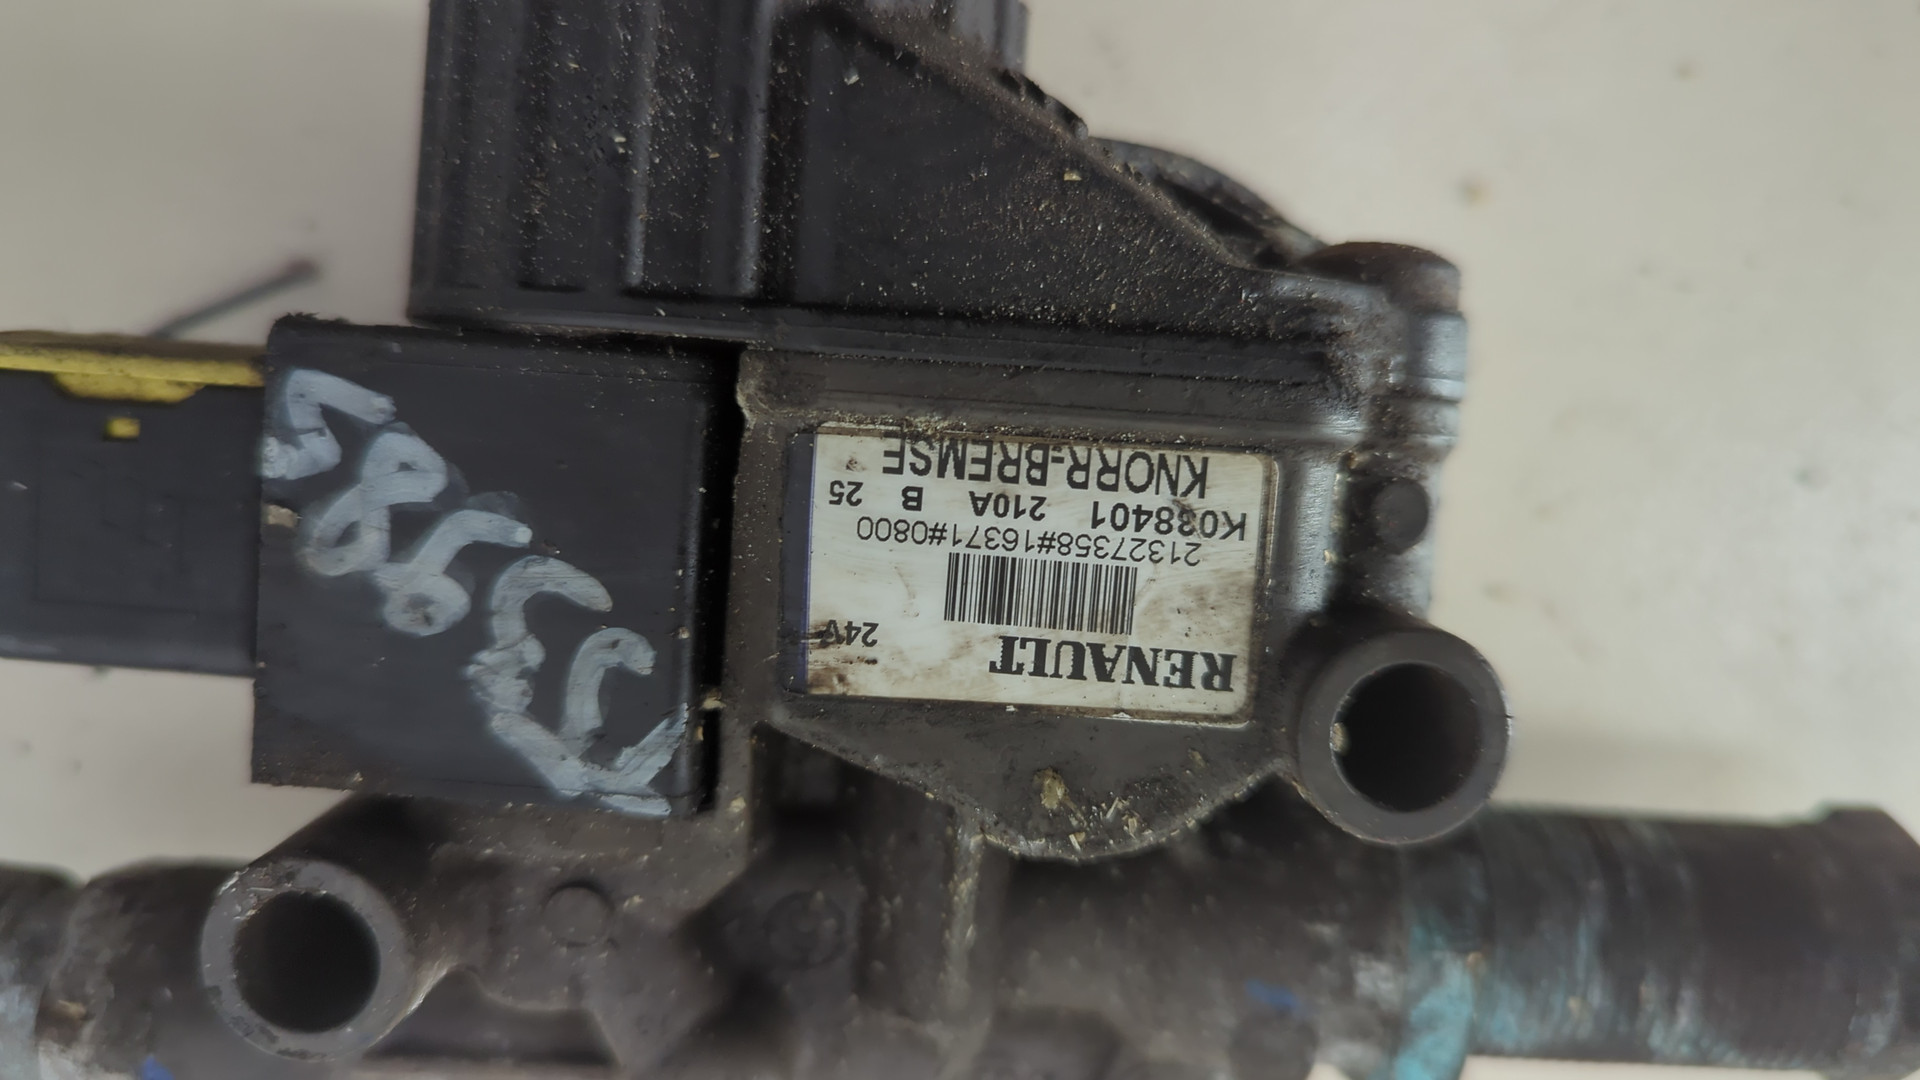 RENAULT
24V
21327358#16371#0800
K038401 210A B 25
KNORR-BREMSE